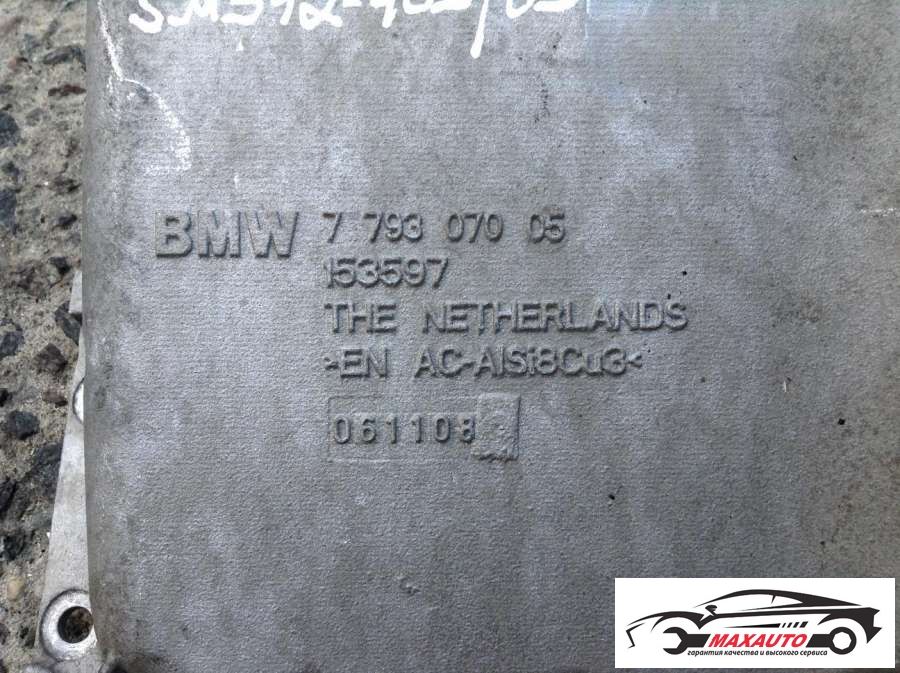 BMW 7 793 070 05
153597
THE NETHERLANDS
>EN AC-AlSi8Cu3<
061108
MAXAUTO
гарантия качества и высокого сервиса